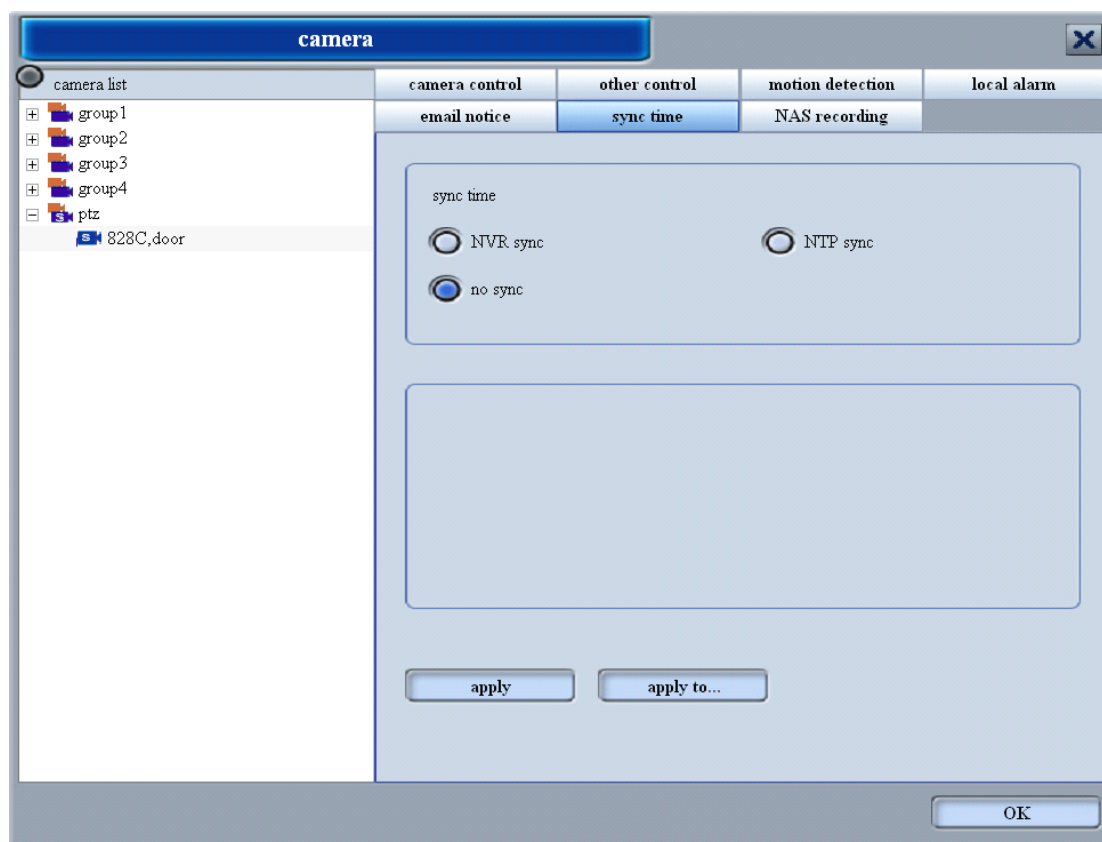 camera
camera list
group1
group2
group3
group4
S ptz
S 828C,door
camera control other control motion detection local alarm
email notice sync time NAS recording
sync time
NVR sync NTP sync
no sync
apply apply to...
OK